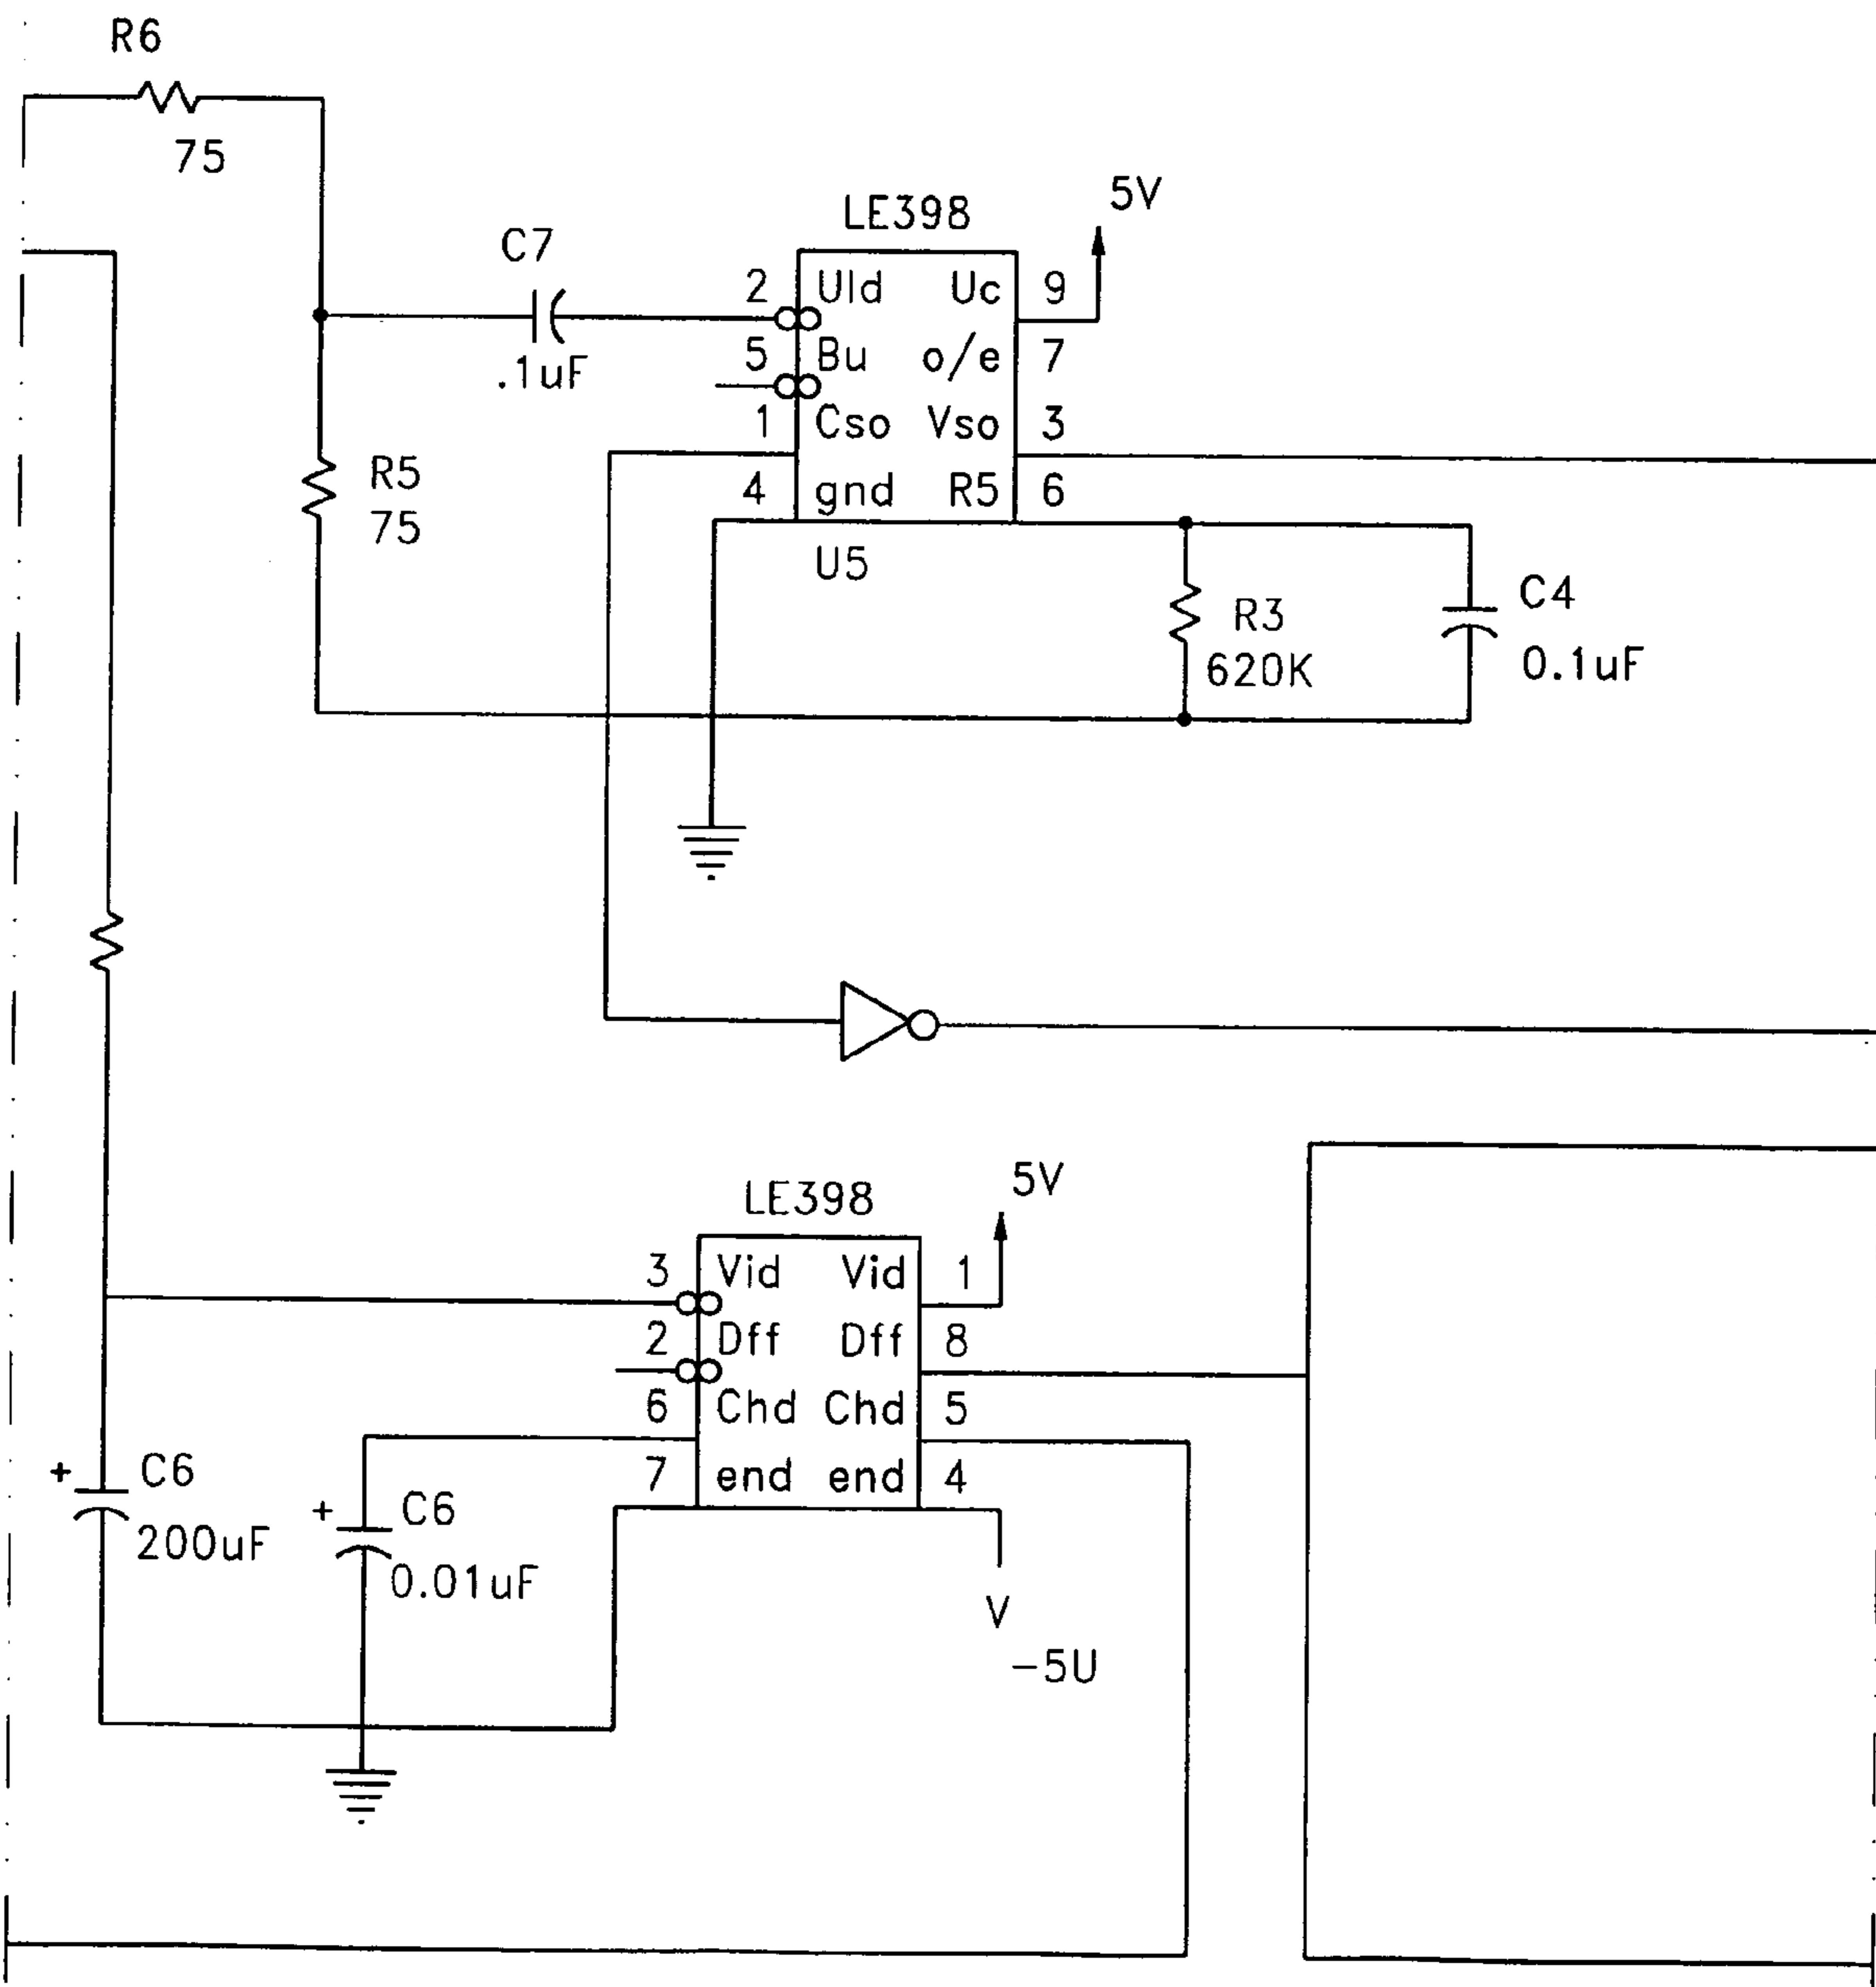 R6
75
5V
LE398
C7
2 Uld Uc 9
.1uF
5 Bu o/e 7
1 Cso Vso 3
R5
75
4 gnd R5 6
U5
C4
R3
620K
0.1uF
5V
LE398
3 Vid Vid 1
2 Dff Dff 8
6 Chd Chd 5
7 end end 4
+ C6
200uF
+ C6
0.01uF
V
-5U